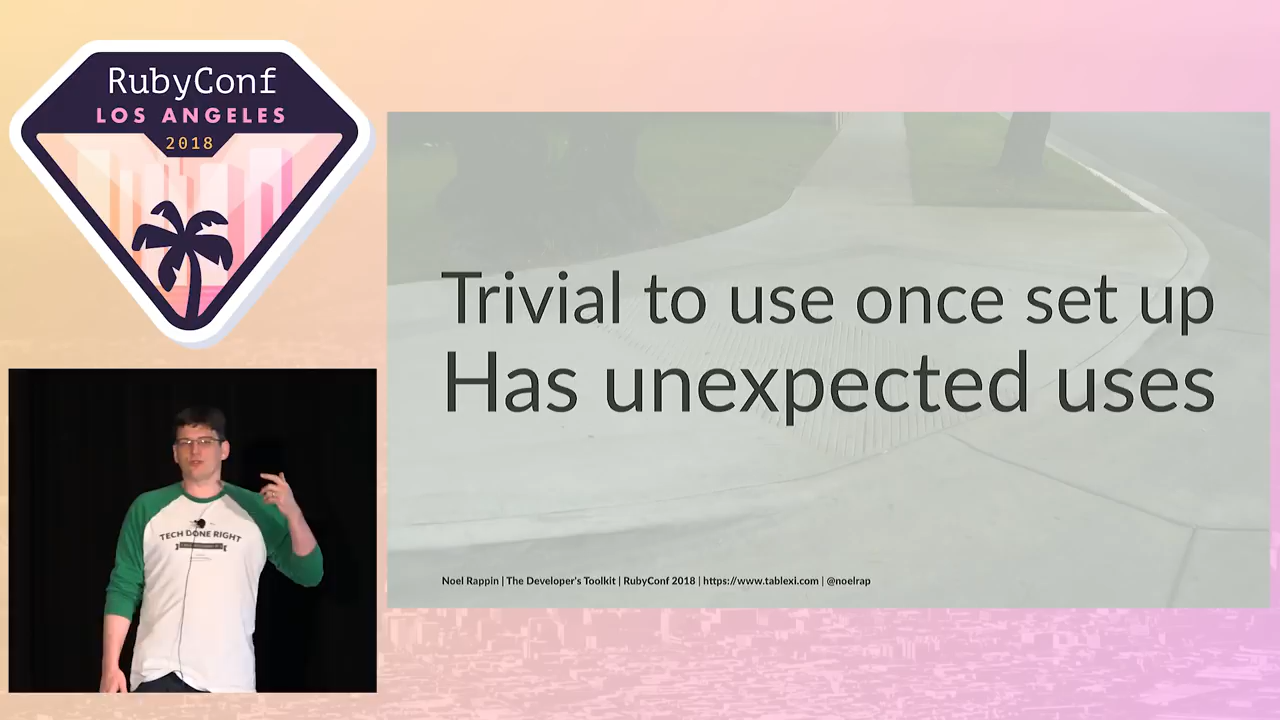 RubyConf
LOS ANGELES
2018
Trivial to use once set up
Has unexpected uses
TECH DONE RIGHT
Noel Rappin | The Developer's Toolkit | RubyConf 2018 | https://www.tablexi.com | @noelrap